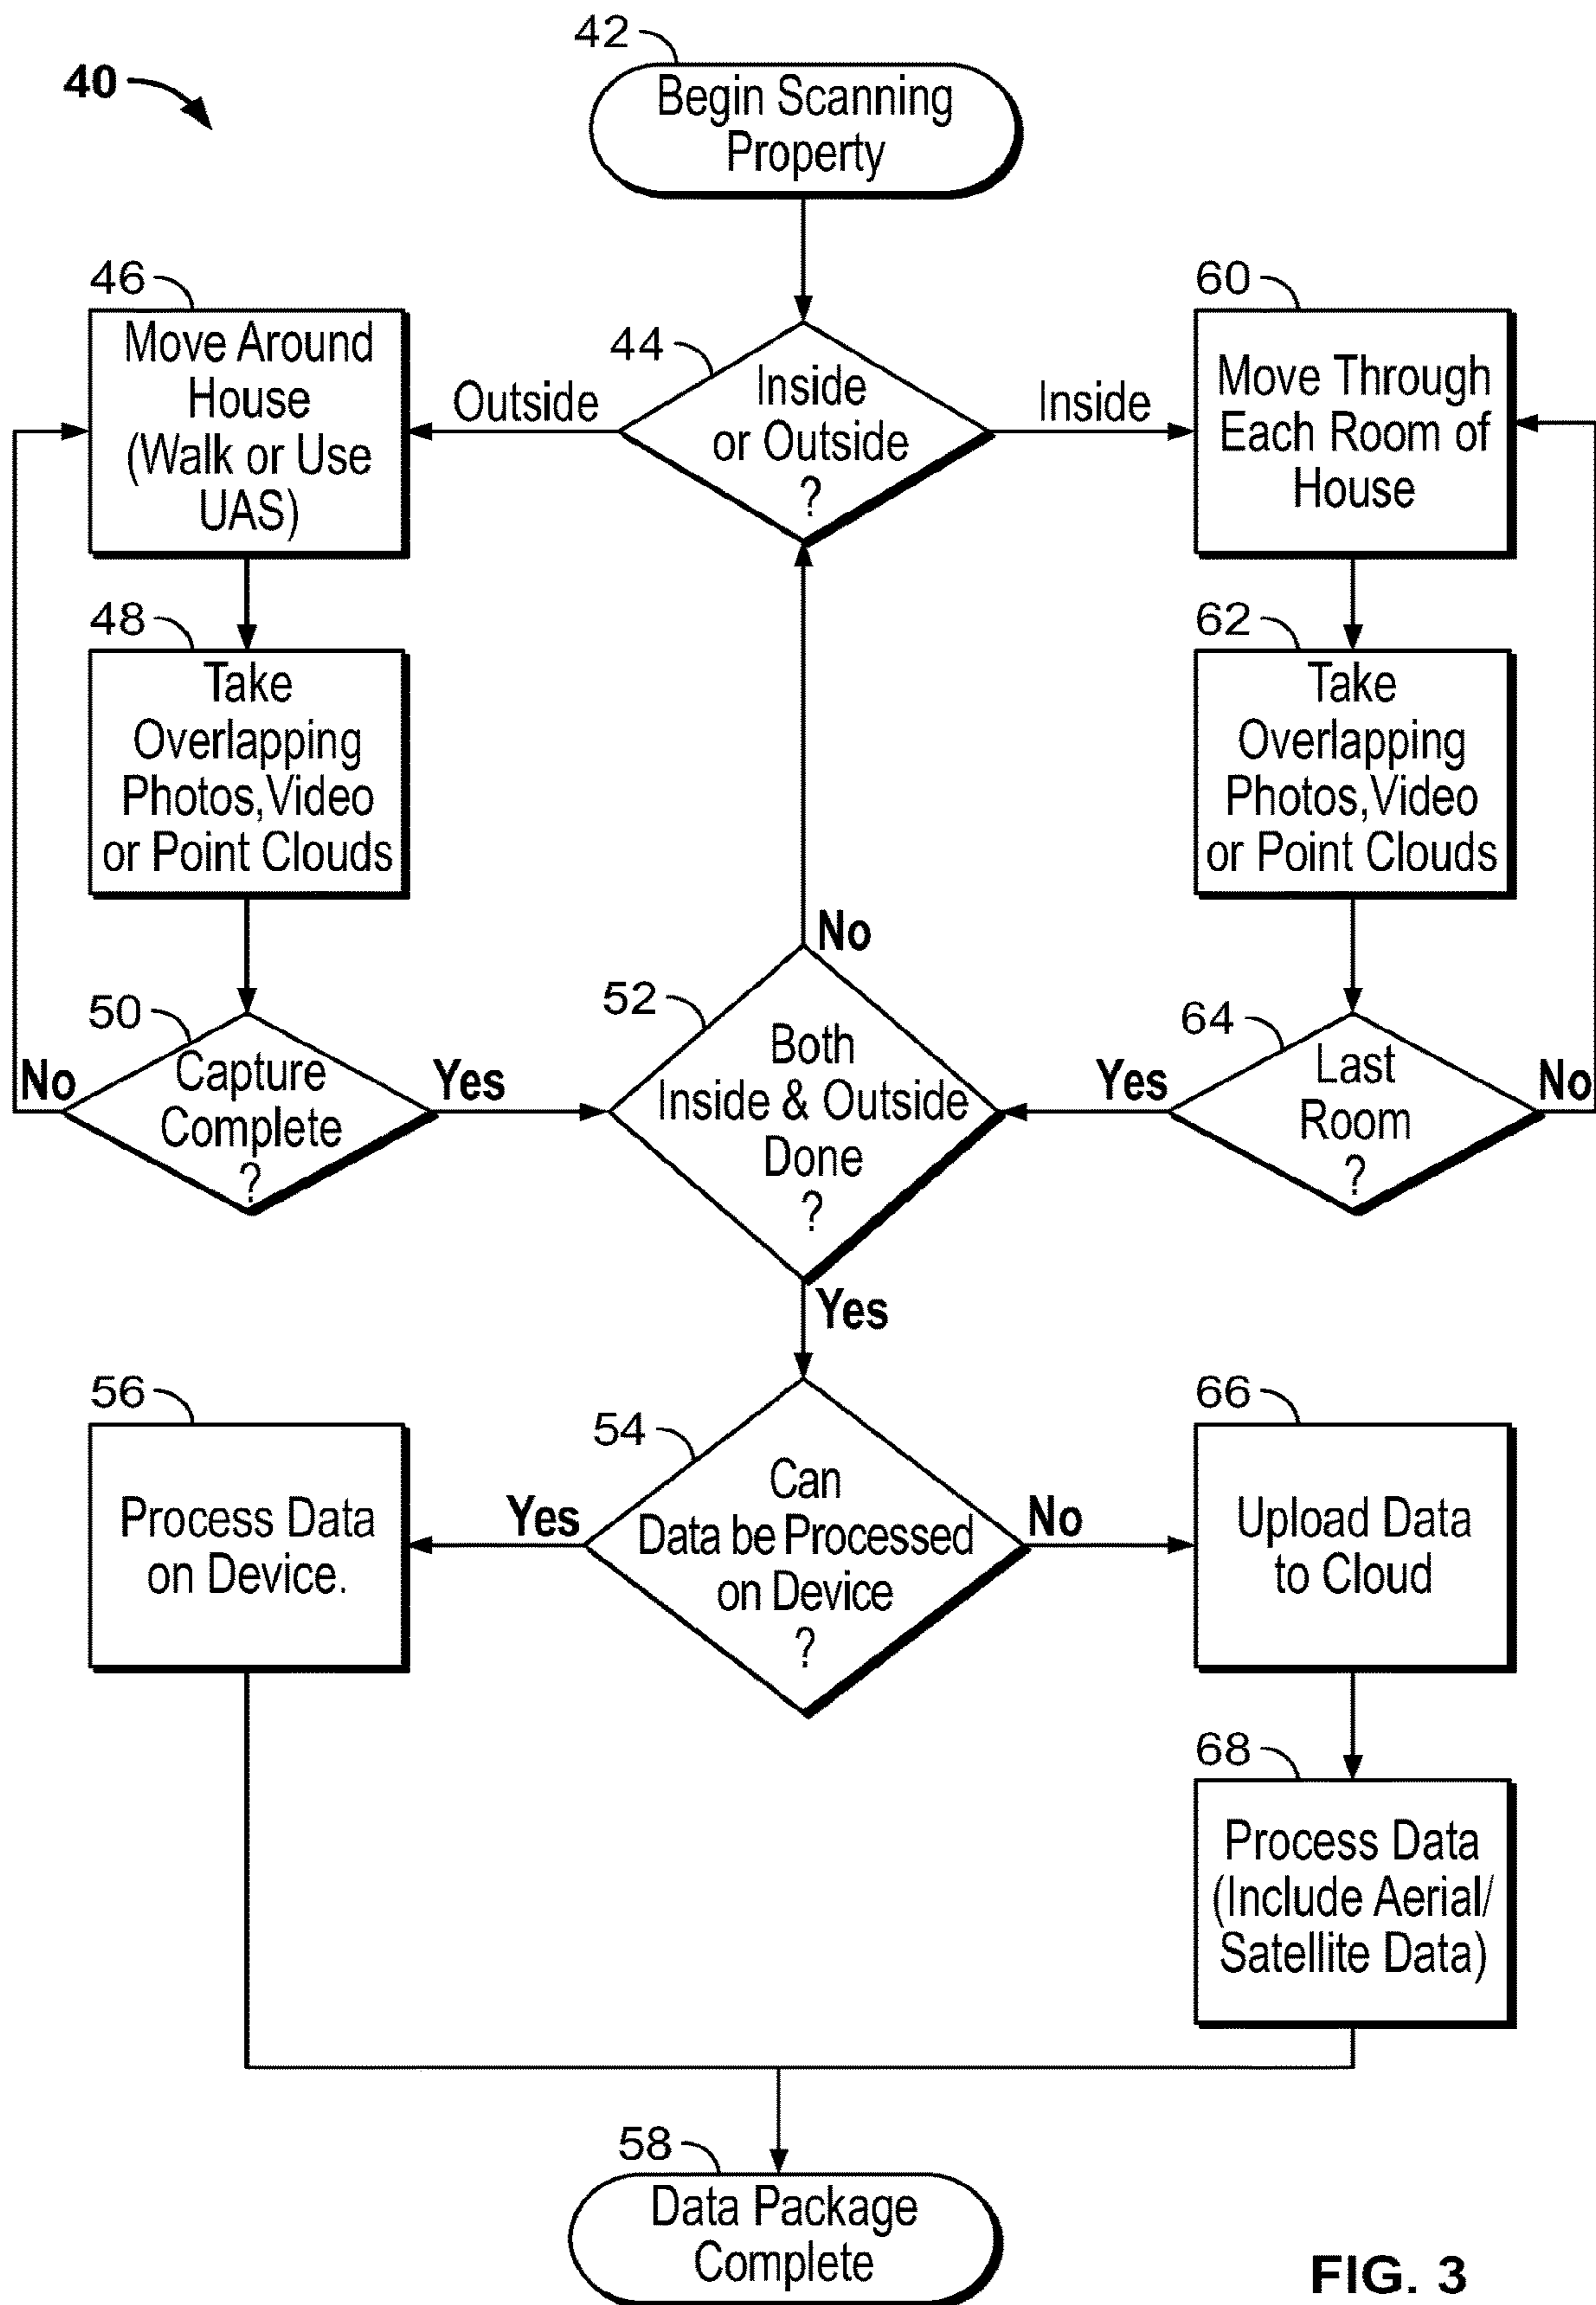 40
42
Begin Scanning
Property
46
Move Around
House
(Walk or Use
UAS)
Outside
44
Inside
or Outside
?
Inside
60
Move Through
Each Room of
House
48
Take
Overlapping
Photos,Video
or Point Clouds
62
Take
Overlapping
Photos,Video
or Point Clouds
50
Capture
Complete
?
No
Yes
52
Both
Inside & Outside
Done
?
No
Yes
64
Last
Room
?
Yes
No
56
Process Data
on Device.
54
Can
Data be Processed
on Device
?
Yes
No
66
Upload Data
to Cloud
68
Process Data
(Include Aerial/
Satellite Data)
58
Data Package
Complete
FIG. 3